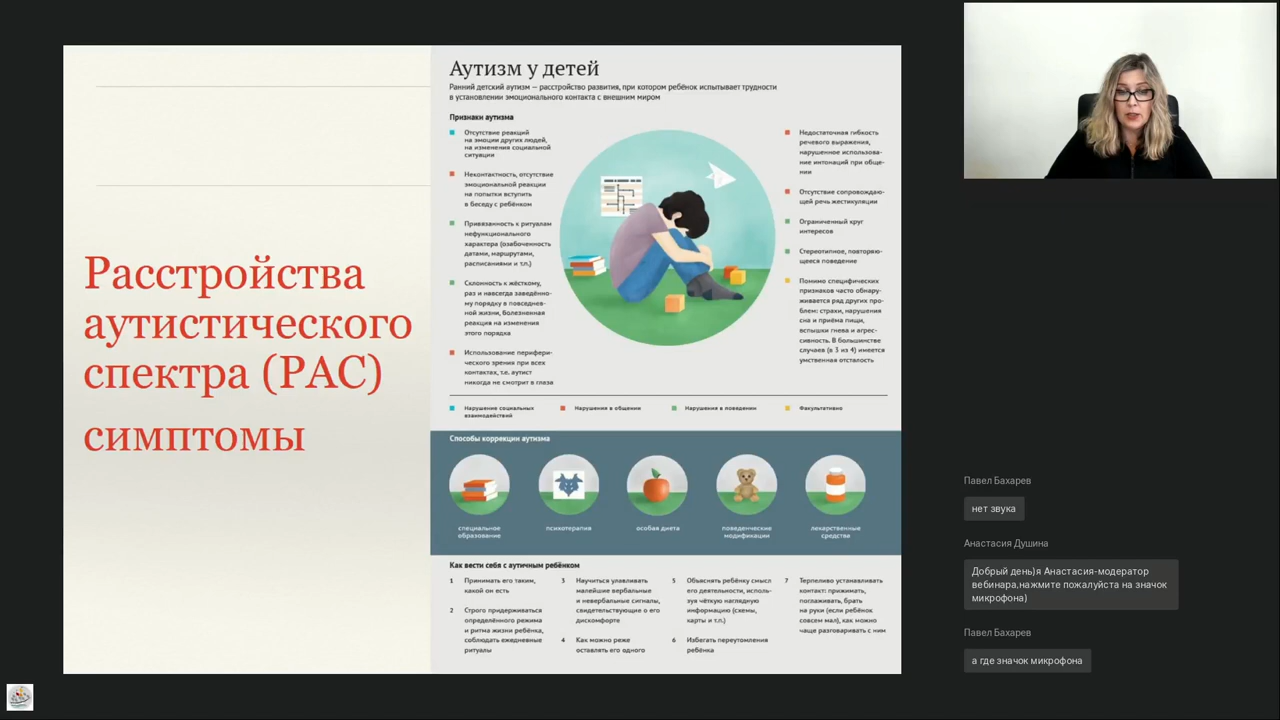 Расстройства
аутистического
спектра (РАС)
симптомы
Аутизм у детей
Ранний детский аутизм — расстройство развития, при котором ребёнок испытывает трудности
в установлении эмоционального контакта с внешним миром
Признаки аутизма
Отсутствие реакций
на эмоции других людей,
на изменения социальной
ситуации
Неконтактность, отсутствие
эмоциональной реакции
на попытки вступить
в беседу с ребёнком
Привязанность к ритуалам
нефункционального
характера (озабоченность
датами, маршрутами,
расписаниями и т.п.)
Склонность к жёсткому,
раз и навсегда заведённо-
му порядку в повседнев-
ной жизни, болезненная
реакция на изменения
этого порядка
Использование перифери-
ческого зрения при всех
контактах, т.е. аутист
никогда не смотрит в глаза
Недостаточная гибкость
речевого выражения,
нарушенное использова-
ние интонаций при обще-
нии
Отсутствие сопровождаю-
щей речь жестикуляции
Ограниченный круг
интересов
Стереотипное, повторяю-
щееся поведение
Помимо специфических
признаков часто обнару-
живается ряд других про-
блем: страхи, нарушения
сна и приёма пищи,
вспышки гнева и агрес-
сивность. В большинстве
случаев (в 3 из 4) имеется
умственная отсталость
Нарушение социальных
взаимодействий
Нарушения в общении
Нарушения в поведении
Факультативно
Способы коррекции аутизма
специальное
образование
психотерапия
особая диета
поведенческие
модификации
лекарственные
средства
Как вести себя с аутичным ребёнком
1 Принимать его таким,
какой он есть
2 Строго придерживаться
определённого режима
и ритма жизни ребёнка,
соблюдать ежедневные
ритуалы
3 Научиться улавливать
малейшие вербальные
и невербальные сигналы,
свидетельствующие о его
дискомфорте
4 Как можно реже
оставлять его одного
5 Объяснять ребёнку смысл
его деятельности, исполь-
зуя чёткую наглядную
информацию (схемы,
карты и т.п.)
6 Избегать переутомления
ребёнка
7 Терпеливо устанавливать
контакт: прижимать,
поглаживать, брать
на руки (если ребёнок
совсем мал), как можно
чаще разговаривать с ним
Павел Бахарев
нет звука
Анастасия Душина
Добрый день)я Анастасия-модератор
вебинара,нажмите пожалуйста на значок
микрофона)
Павел Бахарев
а где значок микрофона